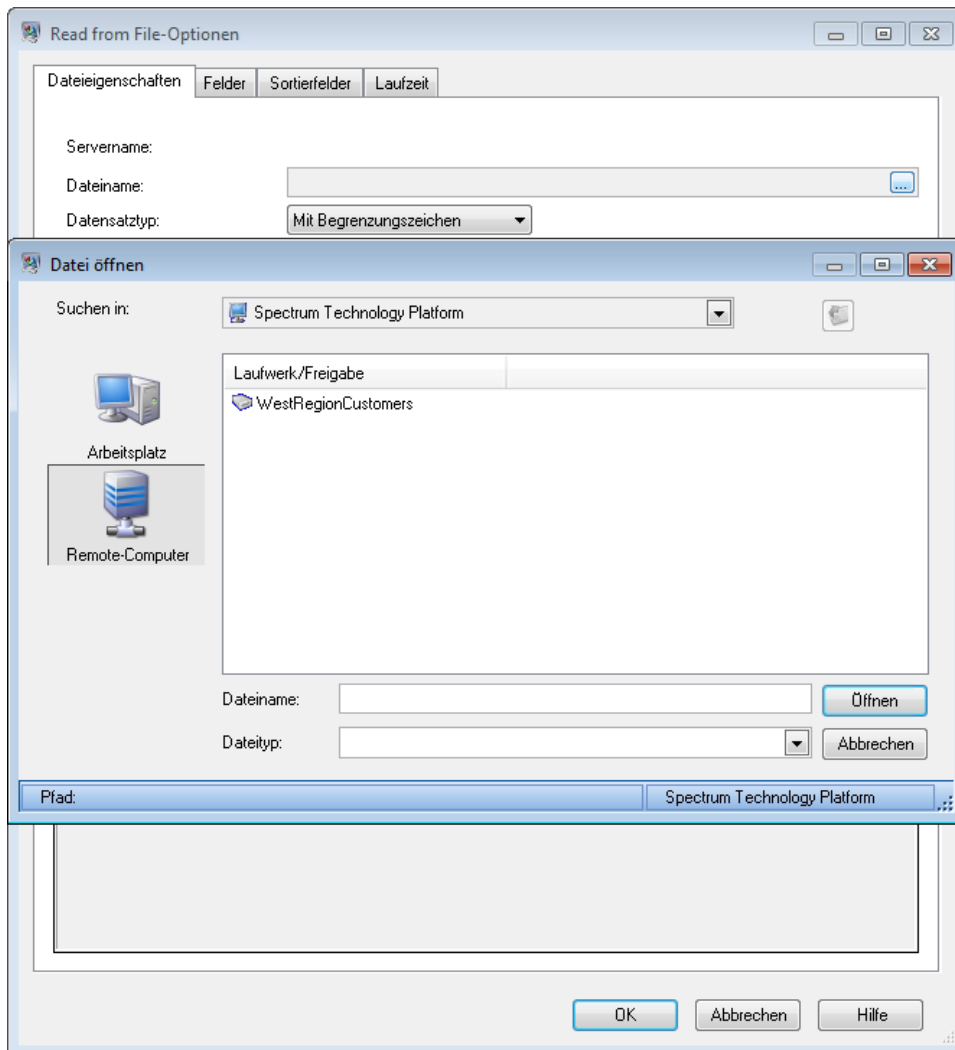 Read from File-Optionen
Dateieigenschaften Felder Sortierfelder Laufzeit
Servername:
Dateiname: ...
Datensatztyp: Mit Begrenzungszeichen
Datei öffnen
Suchen in: Spectrum Technology Platform
Laufwerk/Freigabe
WestRegionCustomers
Arbeitsplatz
Remote-Computer
Dateiname: Öffnen
Dateityp: Abbrechen
Pfad: Spectrum Technology Platform
OK Abbrechen Hilfe